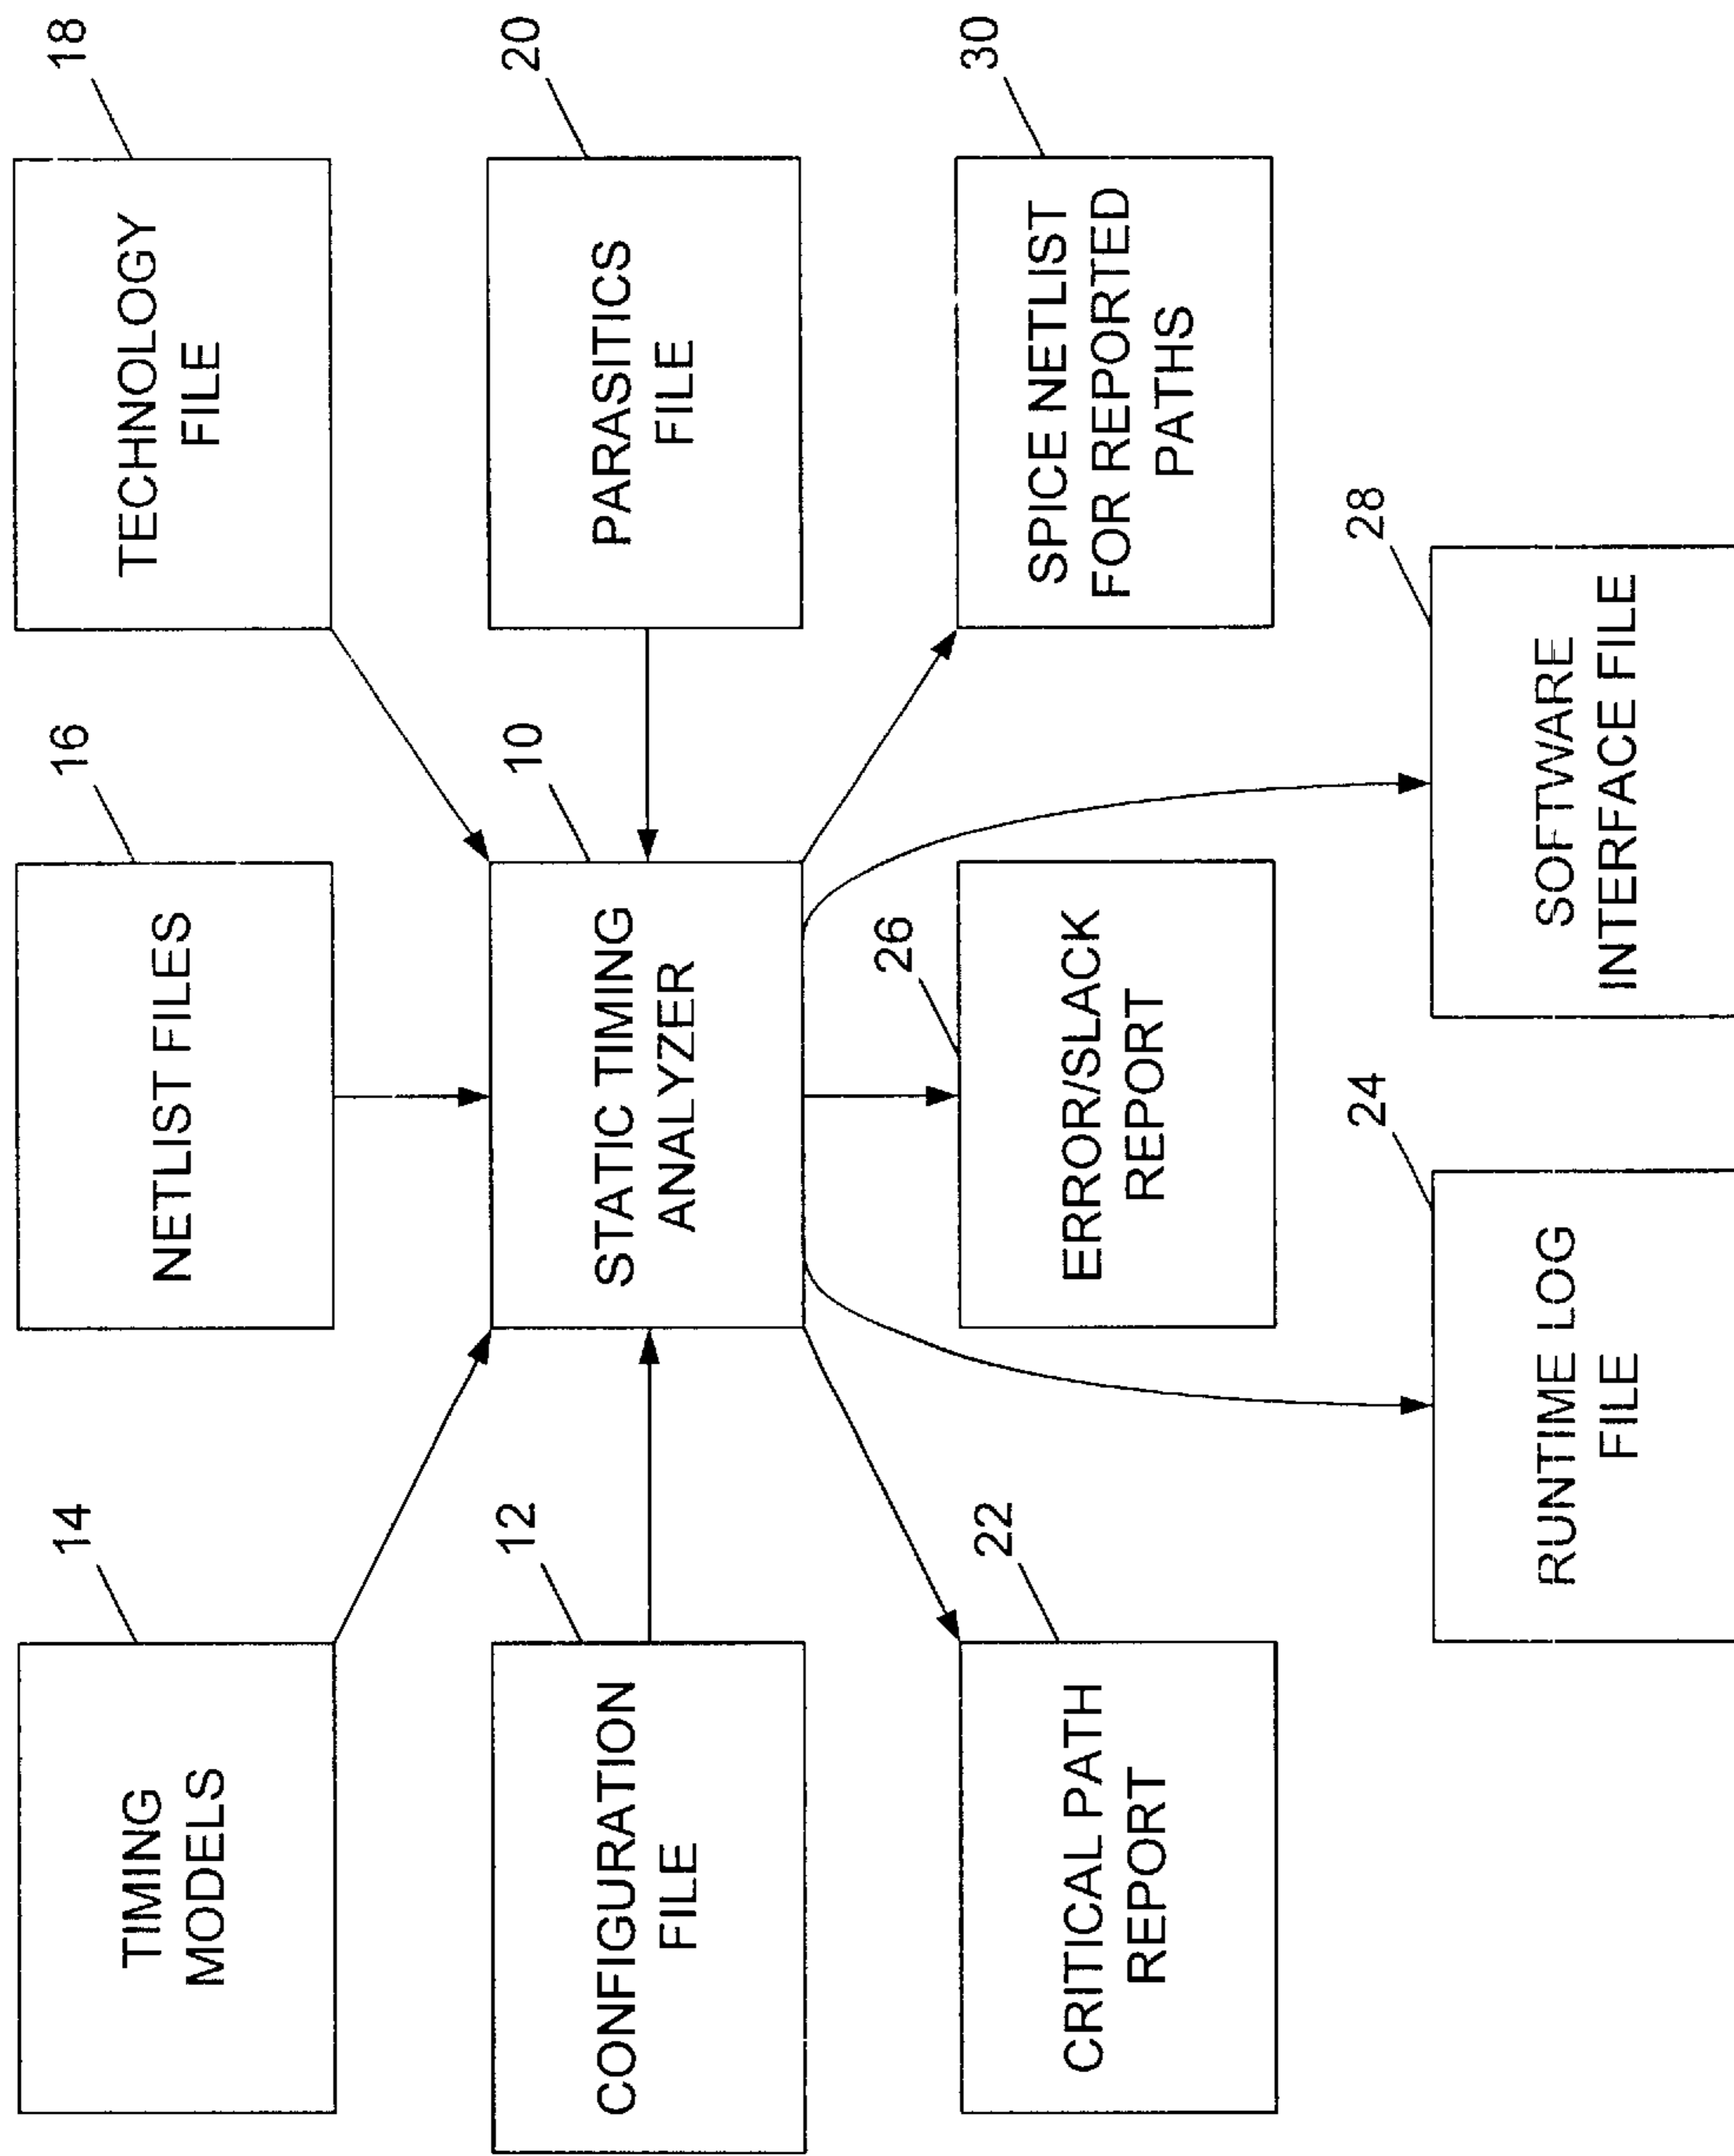 14
TIMING
MODELS
16
NETLIST FILES
18
TECHNOLOGY
FILE
12
CONFIGURATION
FILE
10
STATIC TIMING
ANALYZER
20
PARASITICS
FILE
22
CRITICAL PATH
REPORT
26
ERROR/SLACK
REPORT
30
SPICE NETLIST
FOR REPORTED
PATHS
24
RUNTIME LOG
FILE
28
SOFTWARE
INTERFACE FILE